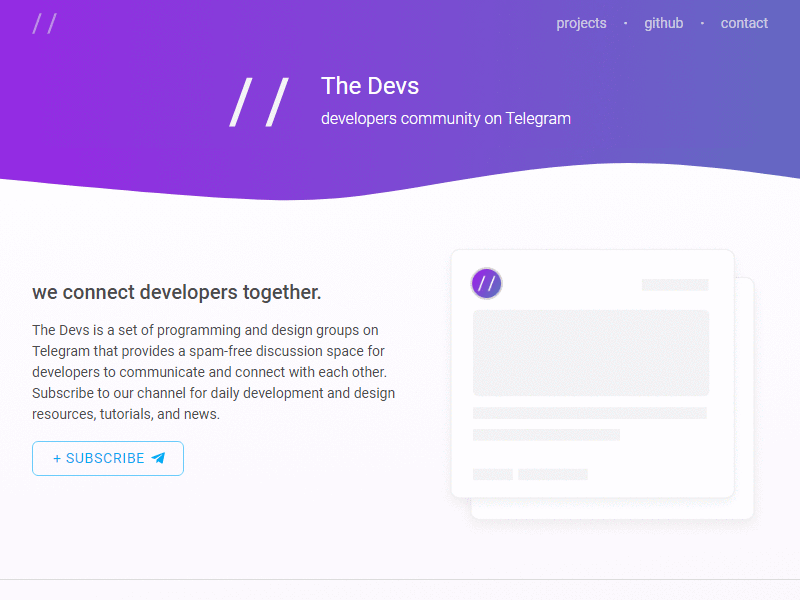 //
projects · github · contact
//
The Devs
developers community on Telegram
we connect developers together.
The Devs is a set of programming and design groups on
Telegram that provides a spam-free discussion space for
developers to communicate and connect with each other.
Subscribe to our channel for daily development and design
resources, tutorials, and news.
+ SUBSCRIBE
//